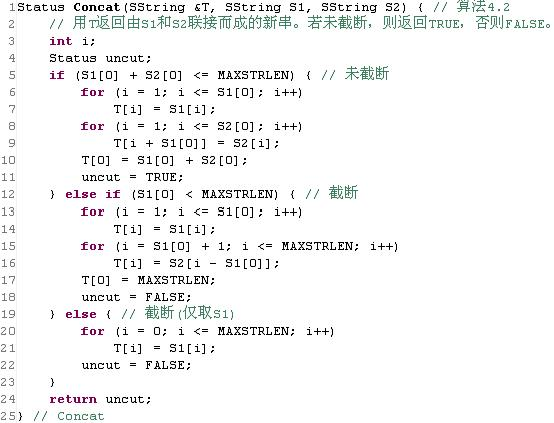 1Status Concat(SString &T, SString S1, SString S2) { // 算法4.2
2 // 用T返回由S1和S2联接而成的新串。若未截断，则返回TRUE，否则FALSE。
3 int i;
4 Status uncut;
5 if (S1[0] + S2[0] <= MAXSTRLEN) { // 未截断
6 for (i = 1; i <= S1[0]; i++)
7 T[i] = S1[i];
8 for (i = 1; i <= S2[0]; i++)
9 T[i + S1[0]] = S2[i];
10 T[0] = S1[0] + S2[0];
11 uncut = TRUE;
12 } else if (S1[0] < MAXSTRLEN) { // 截断
13 for (i = 1; i <= S1[0]; i++)
14 T[i] = S1[i];
15 for (i = S1[0] + 1; i <= MAXSTRLEN; i++)
16 T[i] = S2[i - S1[0]];
17 T[0] = MAXSTRLEN;
18 uncut = FALSE;
19 } else { // 截断(仅取S1)
20 for (i = 0; i <= MAXSTRLEN; i++)
21 T[i] = S1[i];
22 uncut = FALSE;
23 }
24 return uncut;
25} // Concat